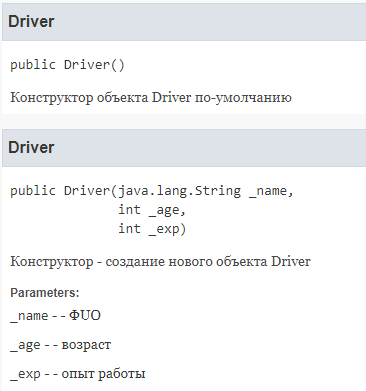 Driver
public Driver()
Конструктор объекта Driver по-умолчанию
Driver
public Driver(java.lang.String _name,
int _age,
int _exp)
Конструктор - создание нового объекта Driver
Parameters:
_name - - ФИО
_age - - возраст
_exp - - опыт работы